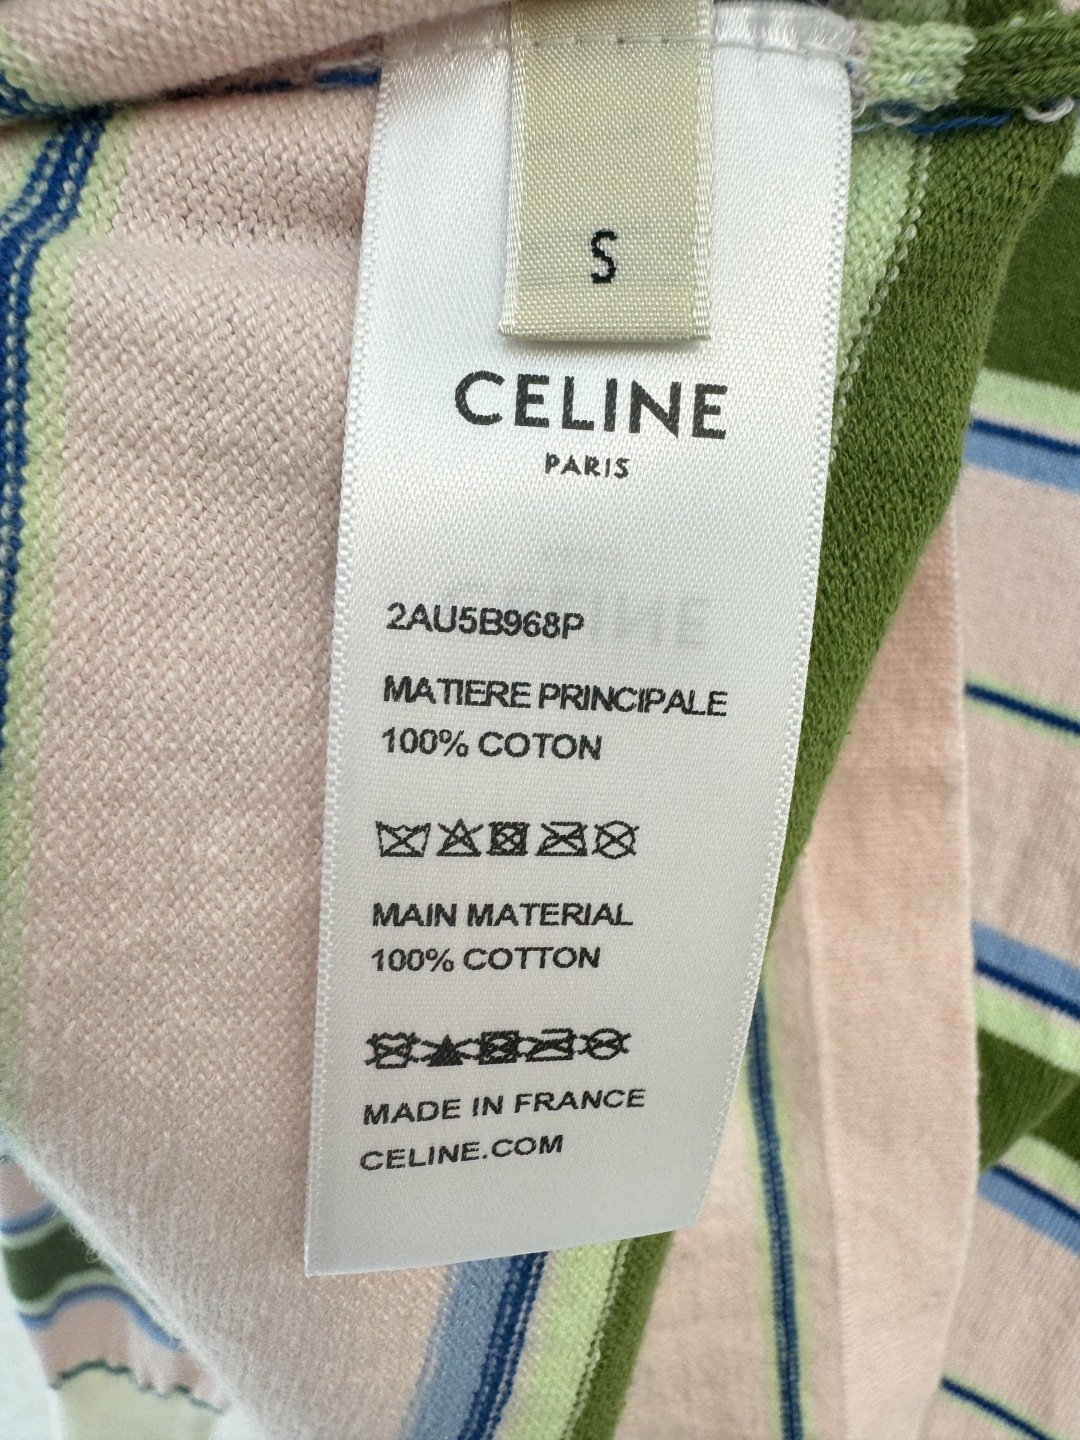 S
CELINE
PARIS
2AU5B968P
MATIERE PRINCIPALE
100% COTON
MAIN MATERIAL
100% COTTON
MADE IN FRANCE
CELINE.COM